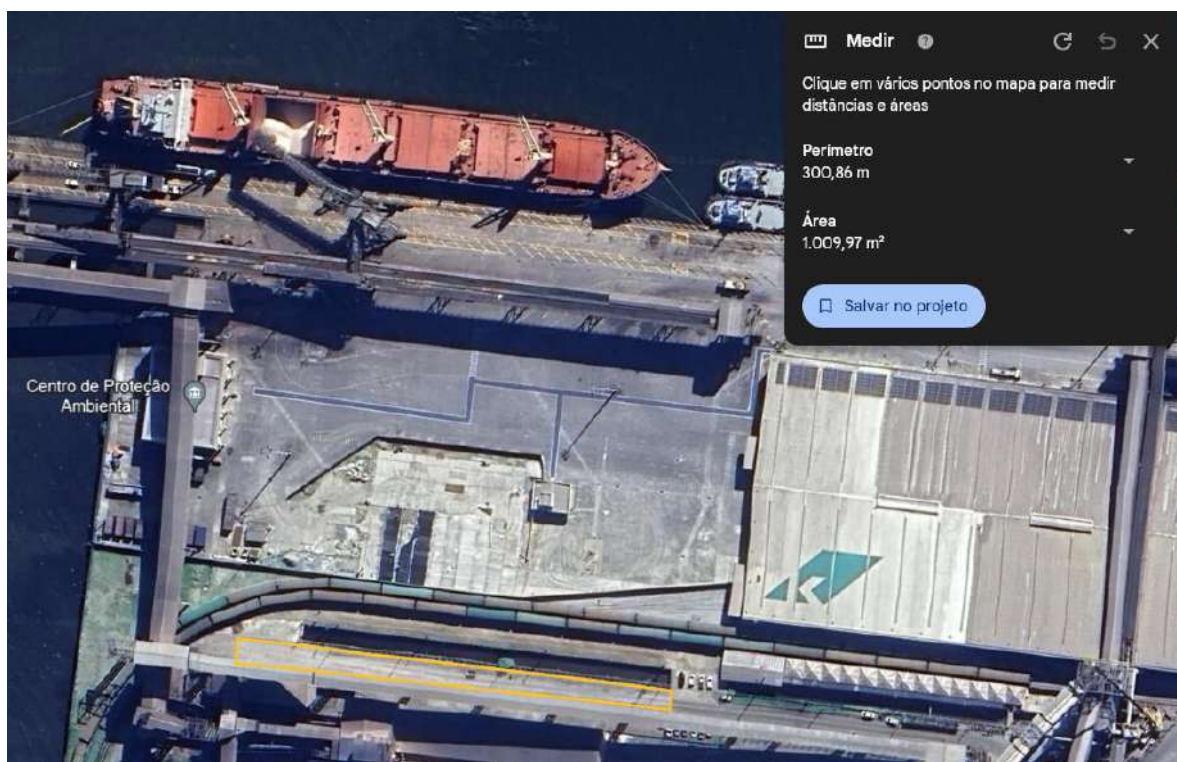 Medir
Clique em vários pontos no mapa para medir
distâncias e áreas
Perímetro
300,86 m
Área
1.009,97 m²
Salvar no projeto
Centro de Proteção
Ambiental